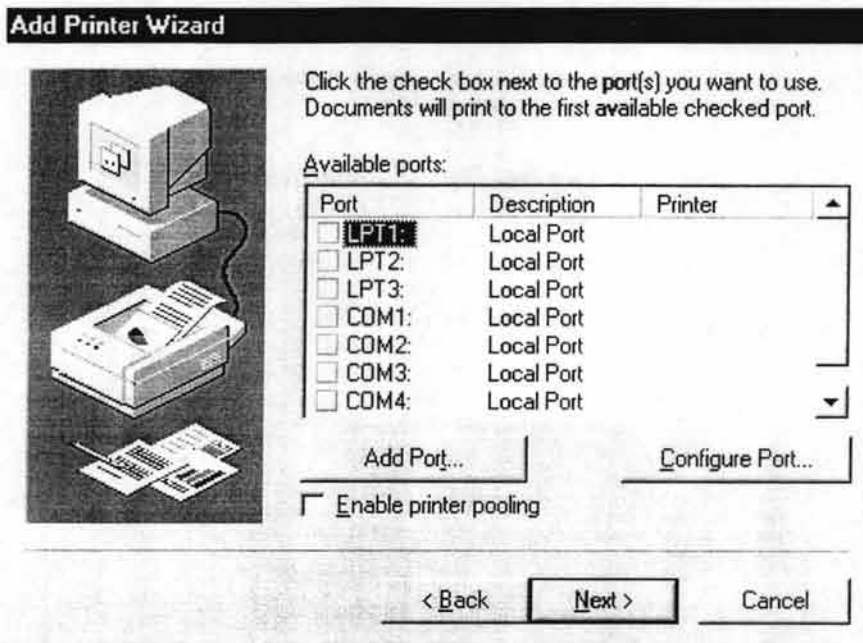 Add Printer Wizard
Click the check box next to the port(s) you want to use.
Documents will print to the first available checked port.
Available ports:
Port Description Printer
LPT1: Local Port
LPT2: Local Port
LPT3: Local Port
COM1: Local Port
COM2: Local Port
COM3: Local Port
COM4: Local Port
Add Port... Configure Port...
Enable printer pooling
< Back Next > Cancel